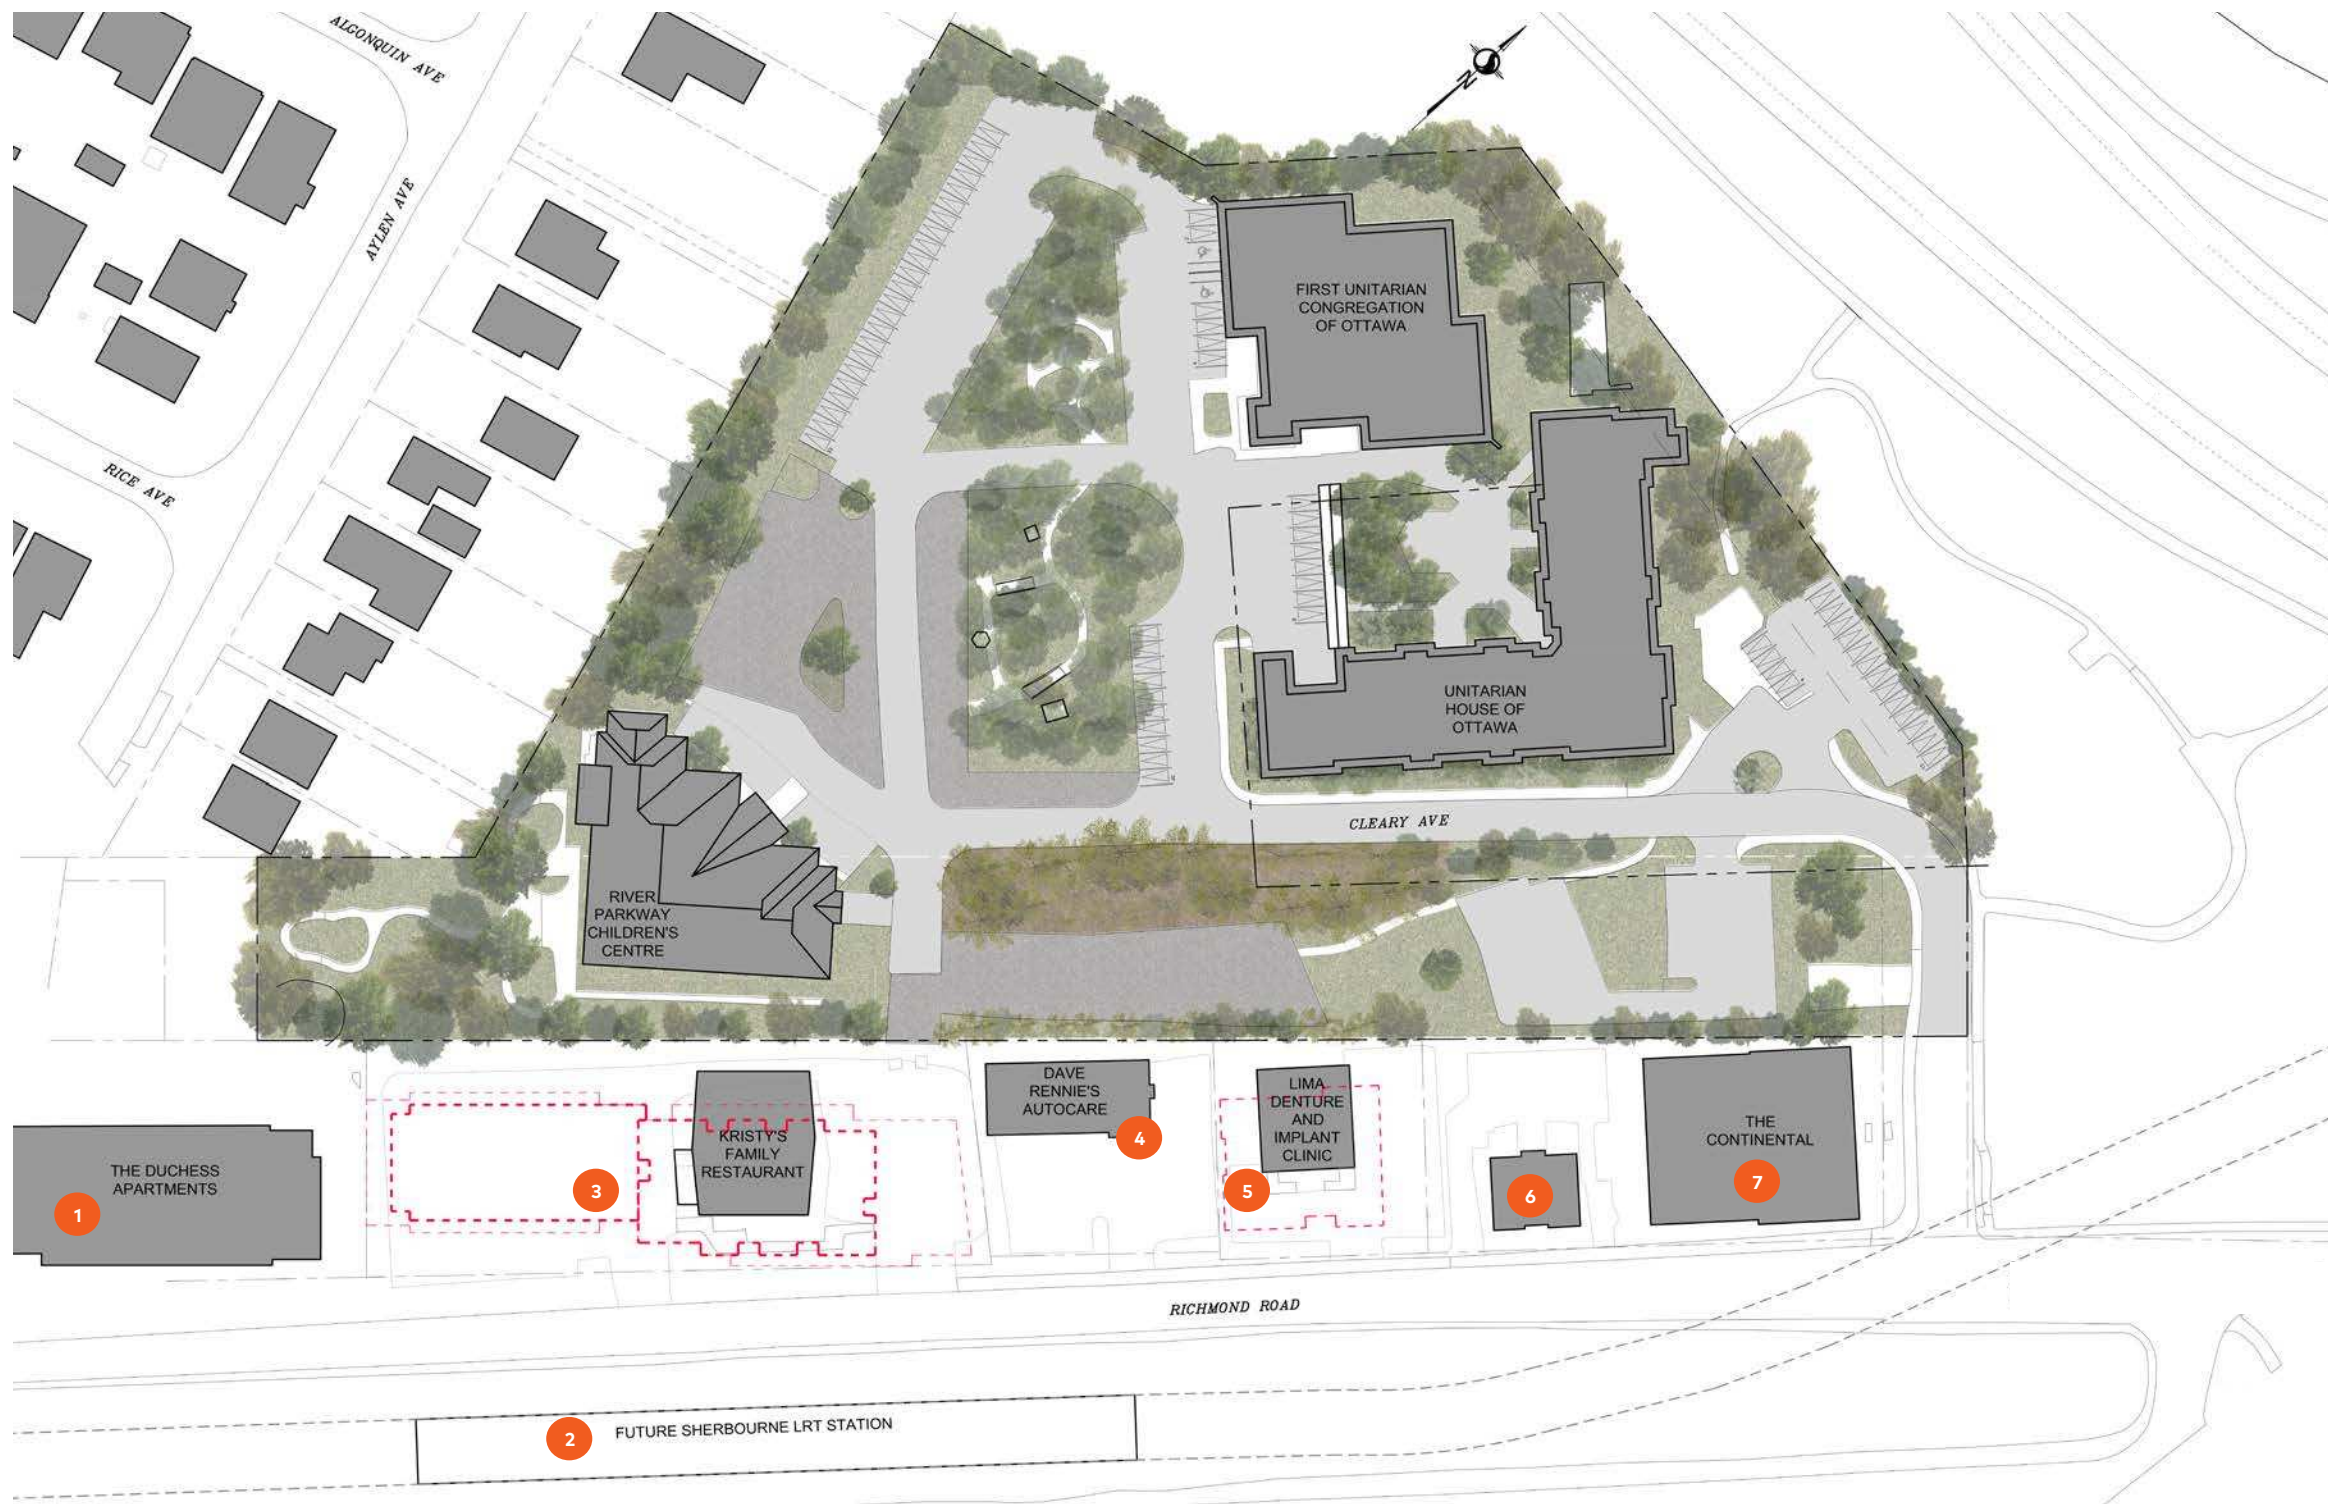 ALGONQUIN AVE
N
AYLEN AVE
FIRST UNITARIAN
CONGREGATION
OF OTTAWA
RICE AVE
UNITARIAN
HOUSE OF
OTTAWA
CLEARY AVE
RIVER
PARKWAY
CHILDREN'S
CENTRE
DAVE
RENNIE'S
AUTOCARE
4
LIMA
DENTURE
AND
IMPLANT
CLINIC
5
THE
CONTINENTAL
7
6
KRISTY'S
FAMILY
RESTAURANT
3
THE DUCHESS
APARTMENTS
1
RICHMOND ROAD
2
FUTURE SHERBOURNE LRT STATION